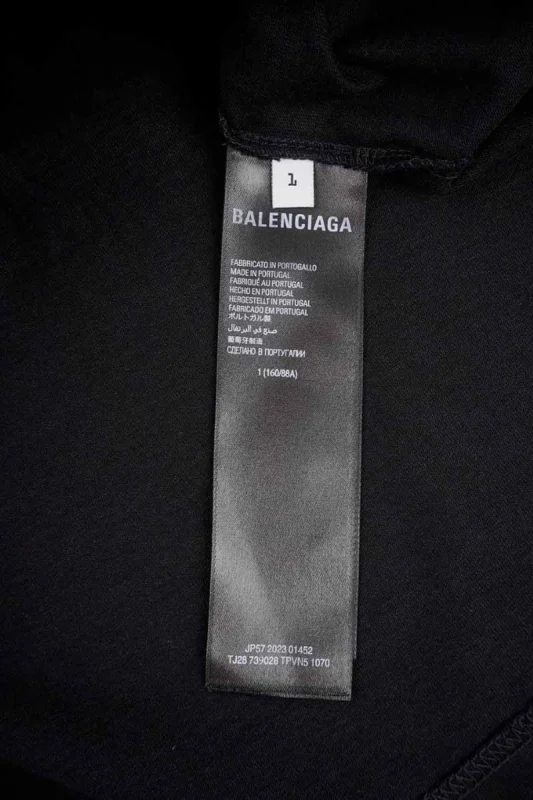 1
BALENCIAGA
FABBRICATO IN PORTOGALLO
MADE IN PORTUGAL
FABRIQUÉ AU PORTUGAL
HECHO EN PORTUGAL
HERGESTELLT IN PORTUGAL
FABRICADO EM PORTUGAL
ポルトガル製
صنع في البرتغال
葡萄牙制造
СДЕЛАНО В ПОРТУГАЛИИ
1 (160/88A)
JP57 2023 01452
TJ28 739028 TPVN5 1070